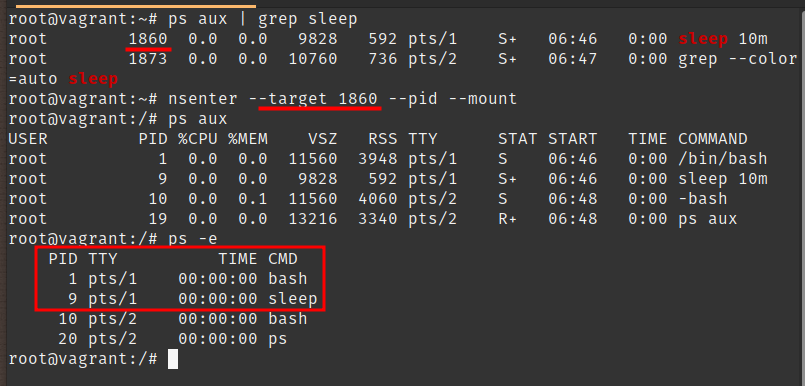 root@vagrant:~# ps aux | grep sleep
root        1860  0.0  0.0   9828   592 pts/1    S+   06:46   0:00 sleep 10m
root        1873  0.0  0.0  10760   736 pts/2    S+   06:47   0:00 grep --color
=auto sleep
root@vagrant:~# nsenter --target 1860 --pid --mount
root@vagrant:/# ps aux
USER         PID %CPU %MEM    VSZ   RSS TTY      STAT START   TIME COMMAND
root           1  0.0  0.0  11560  3948 pts/1    S    06:46   0:00 /bin/bash
root           9  0.0  0.0   9828   592 pts/1    S+   06:46   0:00 sleep 10m
root          10  0.0  0.1  11560  4060 pts/2    S    06:48   0:00 -bash
root          19  0.0  0.0  13216  3340 pts/2    R+   06:48   0:00 ps aux
root@vagrant:/# ps -e
    PID TTY          TIME CMD
      1 pts/1    00:00:00 bash
      9 pts/1    00:00:00 sleep
     10 pts/2    00:00:00 bash
     20 pts/2    00:00:00 ps
root@vagrant:/#